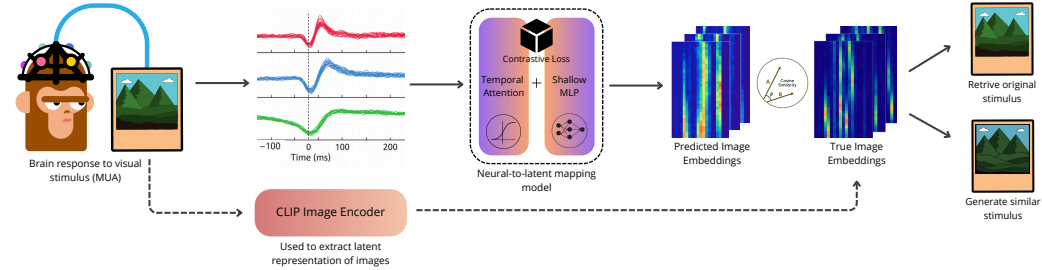 Brain response to visual
stimulus (MUA)
−100
0
100
200
Time (ms)
Contrastive Loss
Temporal
Attention
+
Shallow
MLP
Neural-to-latent mapping
model
Predicted Image
Embeddings
A
Cosine
Similarity
θ
B
True Image
Embeddings
Retrive original
stimulus
Generate similar
stimulus
CLIP Image Encoder
Used to extract latent
representation of images